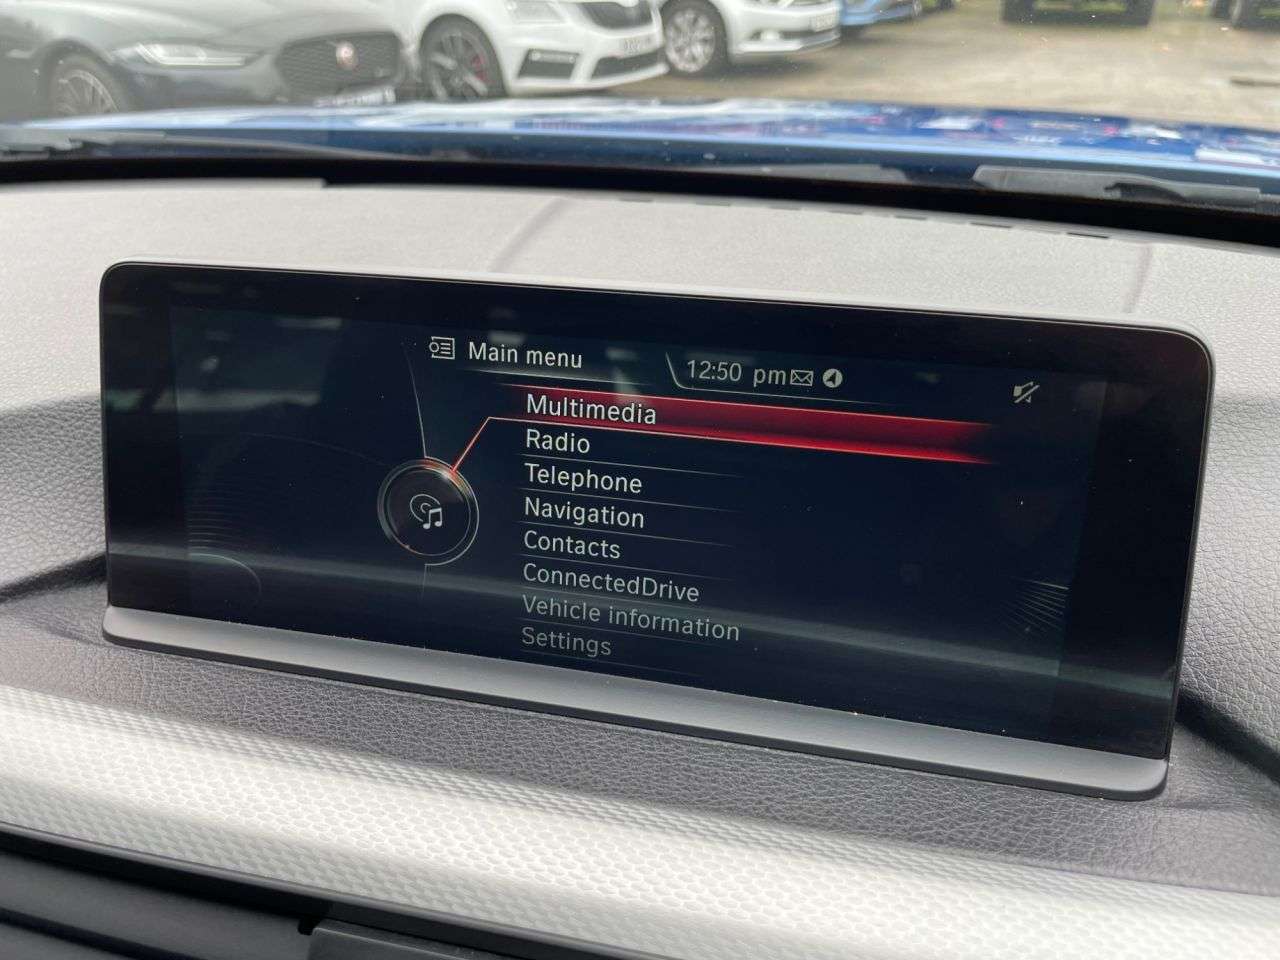 Main menu
12:50 pm
Multimedia
Radio
Telephone
Navigation
Contacts
ConnectedDrive
Vehicle information
Settings